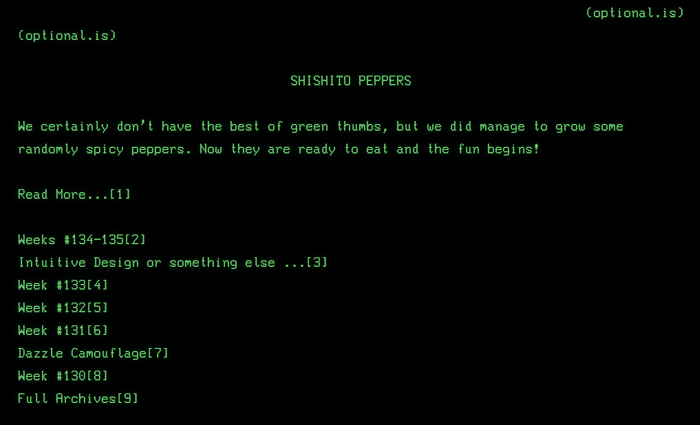 (optional.is)
(optional.is)
SHISHITO PEPPERS
We certainly don't have the best of green thumbs, but we did manage to grow some
randomly spicy peppers. Now they are ready to eat and the fun begins!
Read More...[1]
Weeks #134-135[2]
Intuitive Design or something else ...[3]
Week #133[4]
Week #132[5]
Week #131[6]
Dazzle Camouflage[7]
Week #130[8]
Full Archives[9]